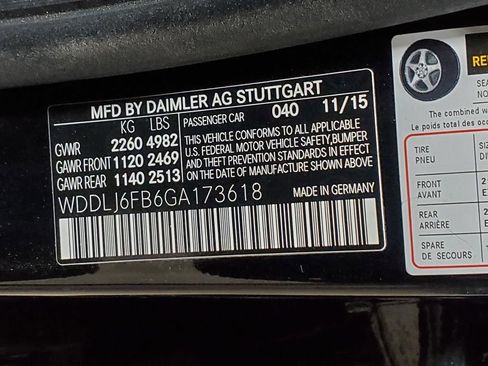 MFD BY DAIMLER AG STUTTGART
KG LBS
PASSENGER CAR 040 11/15
GVWR 2260 4982
GAWR FRONT 1120 2469
GAWR REAR 1140 2513
THIS VEHICLE CONFORMS TO ALL APPLICABLE
U.S. FEDERAL MOTOR VEHICLE SAFETY,BUMPER
AND THEFT PREVENTION STANDARDS IN
EFFECT ON THE DATE OF MANUFACTURE
SHOWN ABOVE.
MADE IN GERMANY
WDDLJ6FB6GA173618
The combined
Le poids total des
TIRE
PNEU
FRONT
AVANT
REAR
ARRIÈRE
SPARE
DE SECOURS